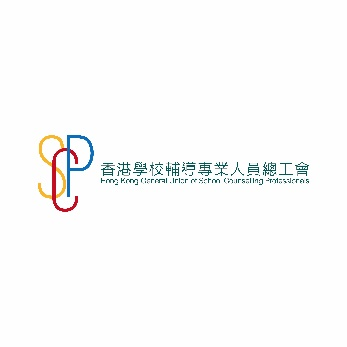 SCP
香港學校輔導專業人員總工會
Hong Kong General Union of School Counselling Professionals